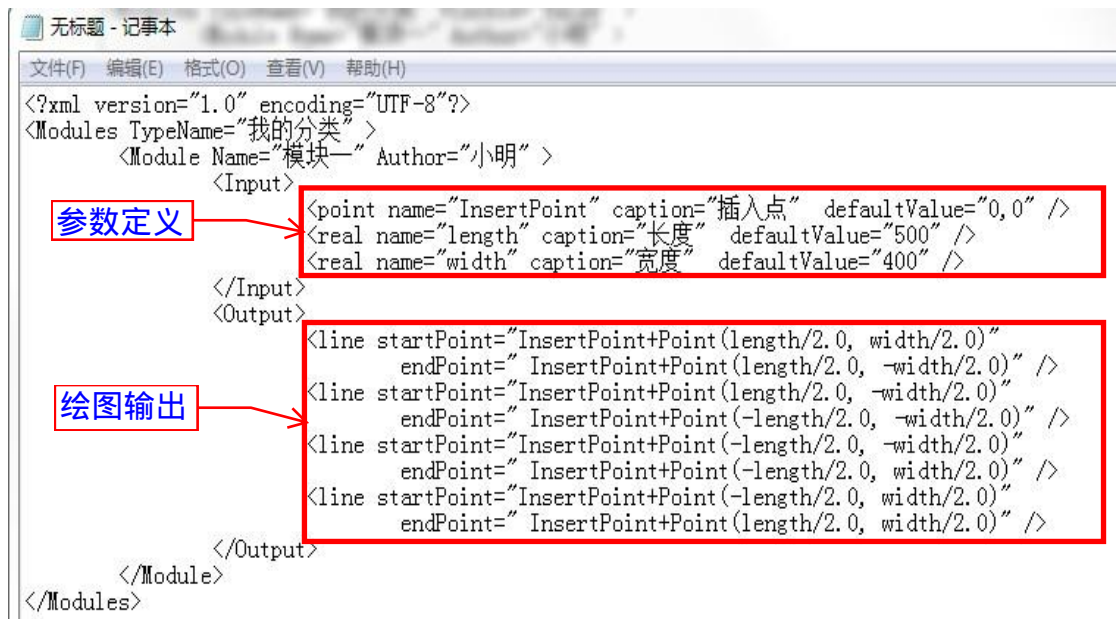 无标题 - 记事本
文件(F) 编辑(E) 格式(O) 查看(V) 帮助(H)
<?xml version="1.0" encoding="UTF-8"?>
<Modules TypeName="我的分类" >
<Module Name="模块一" Author="小明" >
<Input>
参数定义
<point name="InsertPoint" caption="插入点" defaultValue="0,0" />
<real name="length" caption="长度" defaultValue="500" />
<real name="width" caption="宽度" defaultValue="400" />
</Input>
<Output>
绘图输出
<line startPoint="InsertPoint+Point(length/2.0, width/2.0)"
endPoint=" InsertPoint+Point(length/2.0, -width/2.0)" />
<line startPoint="InsertPoint+Point(length/2.0, -width/2.0)"
endPoint=" InsertPoint+Point(-length/2.0, -width/2.0)" />
<line startPoint="InsertPoint+Point(-length/2.0, -width/2.0)"
endPoint=" InsertPoint+Point(-length/2.0, width/2.0)" />
<line startPoint="InsertPoint+Point(-length/2.0, width/2.0)"
endPoint=" InsertPoint+Point(length/2.0, width/2.0)" />
</Output>
</Module>
</Modules>